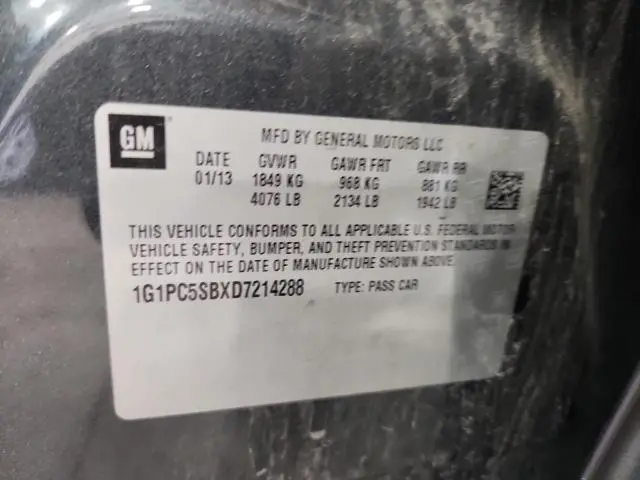 GM
MFD BY GENERAL MOTORS LLC
DATE GVWR GAWR FRT GAWR RR
01/13 1849 KG 968 KG 881 KG
4076 LB 2134 LB 1942 LB
THIS VEHICLE CONFORMS TO ALL APPLICABLE U.S. FEDERAL MOTOR
VEHICLE SAFETY, BUMPER, AND THEFT PREVENTION STANDARDS IN
EFFECT ON THE DATE OF MANUFACTURE SHOWN ABOVE.
1G1PC5SBXD7214288 TYPE: PASS CAR